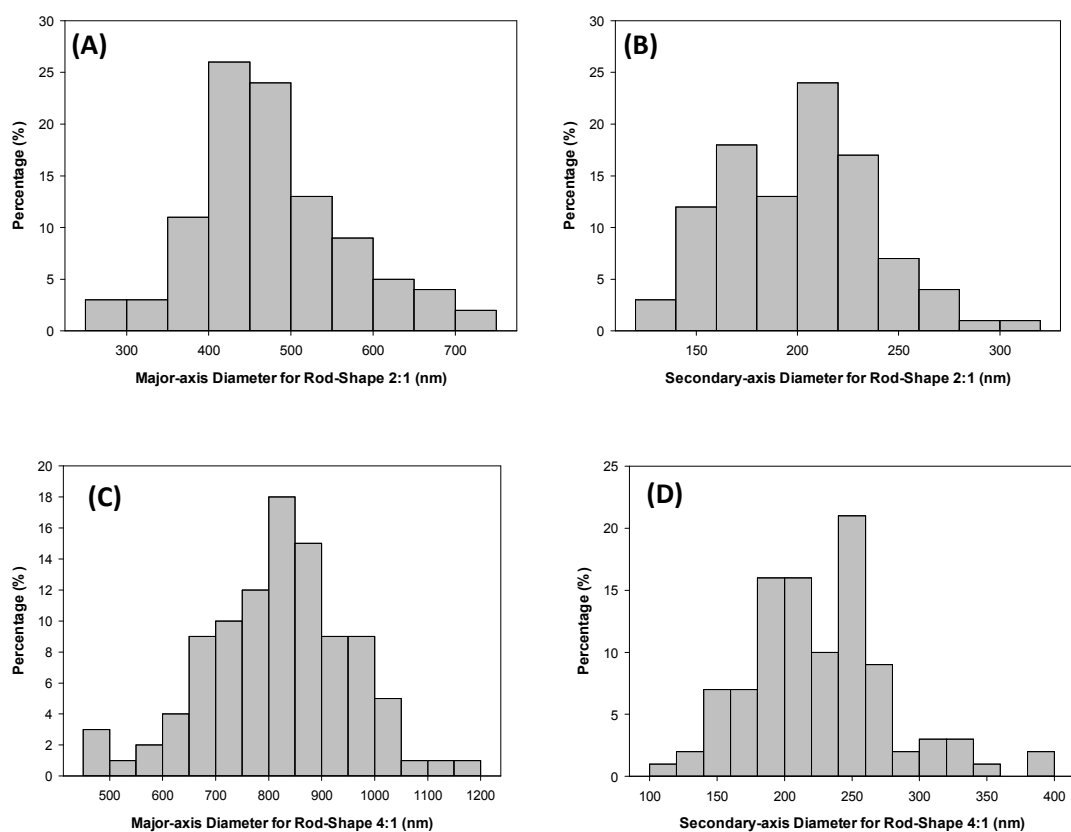 (A)
30
25
20
15
10
5
0
Percentage (%)
300 400 500 600 700
Major-axis Diameter for Rod-Shape 2:1 (nm)
(B)
30
25
20
15
10
5
0
Percentage (%)
150 200 250 300
Secondary-axis Diameter for Rod-Shape 2:1 (nm)
(C)
20
18
16
14
12
10
8
6
4
2
0
Percentage (%)
500 600 700 800 900 1000 1100 1200
Major-axis Diameter for Rod-Shape 4:1 (nm)
(D)
25
20
15
10
5
0
Percentage (%)
100 150 200 250 300 350 400
Secondary-axis Diameter for Rod-Shape 4:1 (nm)